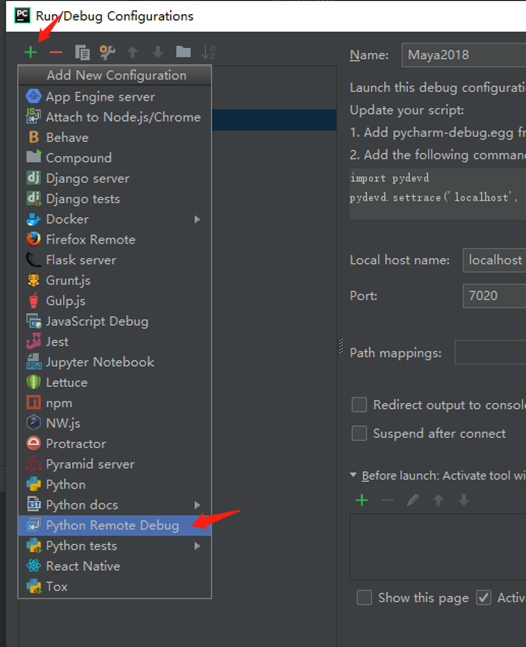 PC Run/Debug Configurations
Add New Configuration
App Engine server
Attach to Node.js/Chrome
Behave
Compound
Django server
Django tests
Docker
Firefox Remote
Flask server
Grunt.js
Gulp.js
JavaScript Debug
Jest
Jupyter Notebook
Lettuce
npm
NW.js
Protractor
Pyramid server
Python
Python docs
Python Remote Debug
Python tests
React Native
Tox
Name: Maya2018
Launch this debug configurati
Update your script:
1. Add pycharm-debug.egg fr
2. Add the following comman
import pydevd
pydevd.settrace('localhost',
Local host name: localhost
Port: 7020
Path mappings:
Redirect output to consol
Suspend after connect
Before launch: Activate tool wi
Show this page Activ